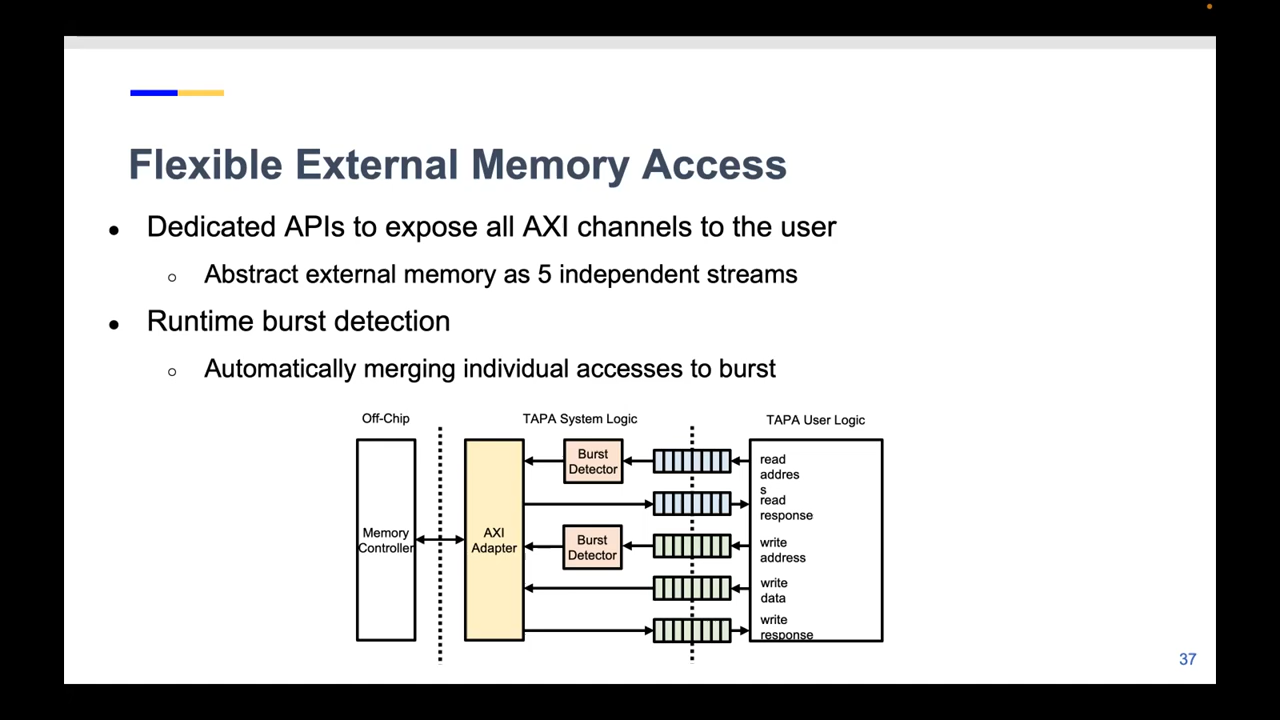 Flexible External Memory Access
● Dedicated APIs to expose all AXI channels to the user
○ Abstract external memory as 5 independent streams
● Runtime burst detection
○ Automatically merging individual accesses to burst
Off-Chip
TAPA System Logic
TAPA User Logic
Memory
Controller
AXI
Adapter
Burst
Detector
Burst
Detector
read
addres
s
read
response
write
address
write
data
write
response
37